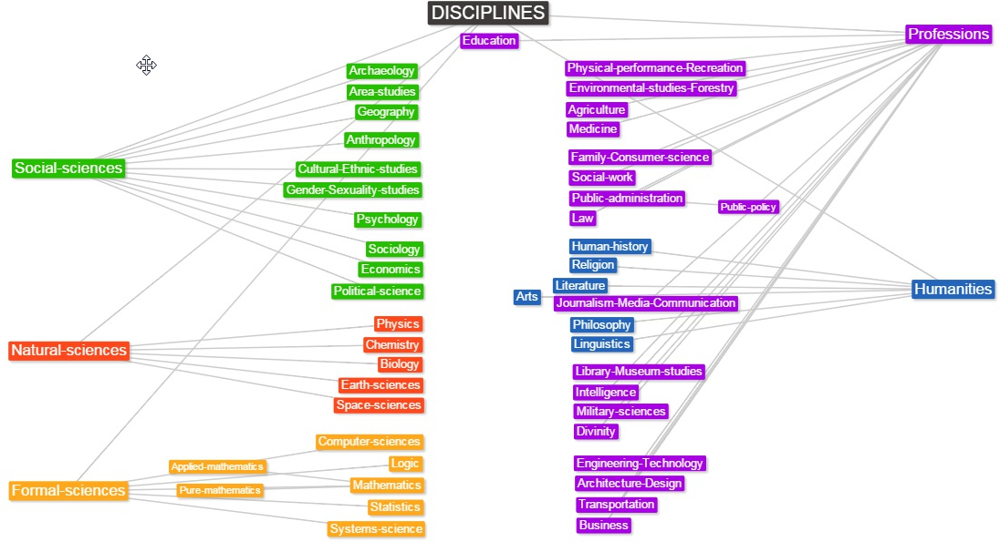 DISCIPLINES
Education
Professions
Archaeology
Area-studies
Geography
Anthropology
Social-sciences
Cultural-Ethnic-studies
Gender-Sexuality-studies
Psychology
Sociology
Economics
Political-science
Physics
Natural-sciences
Chemistry
Biology
Earth-sciences
Space-sciences
Computer-sciences
Logic
Applied-mathematics
Mathematics
Formal-sciences
Pure-mathematics
Statistics
Systems-science
Physical-performance-Recreation
Environmental-studies-Forestry
Agriculture
Medicine
Family-Consumer-science
Social-work
Public-administration
Public-policy
Law
Human-history
Religion
Literature
Humanities
Arts
Journalism-Media-Communication
Philosophy
Linguistics
Library-Museum-studies
Intelligence
Military-sciences
Divinity
Engineering-Technology
Architecture-Design
Transportation
Business